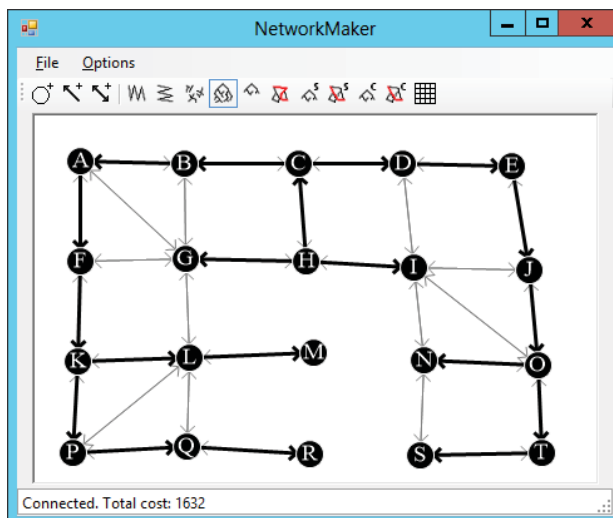 NetworkMaker
File Options
S S C C
A B C D E
F G H I J
K L M N O
P Q R S T
Connected. Total cost: 1632